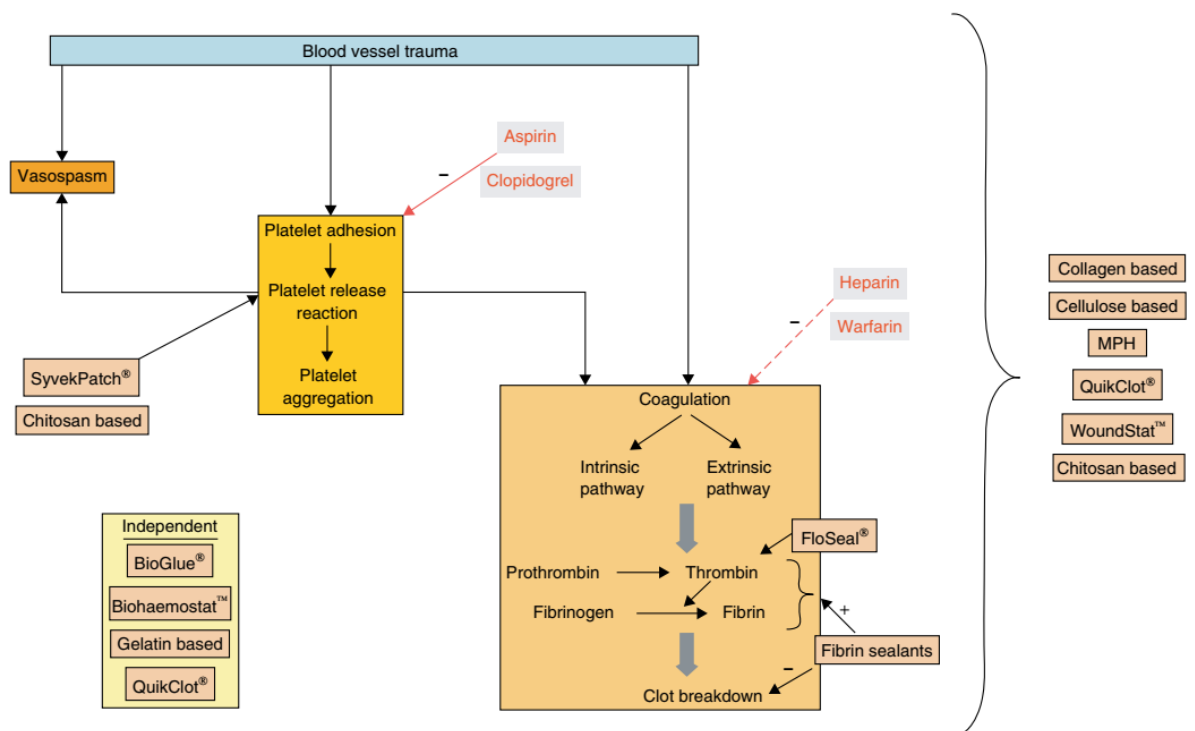 Blood vessel trauma
Aspirin
Clopidogrel
Vasospasm
Platelet adhesion
Platelet release
reaction
Platelet
aggregation
SyvekPatch®
Chitosan based
Heparin
Warfarin
–
–
Coagulation
Intrinsic
pathway
Extrinsic
pathway
FloSeal®
Prothrombin
Thrombin
Fibrinogen
Fibrin
+
Fibrin sealants
–
Clot breakdown
Independent
BioGlue®
Biohaemostat™
Gelatin based
QuikClot®
Collagen based
Cellulose based
MPH
QuikClot®
WoundStat™
Chitosan based